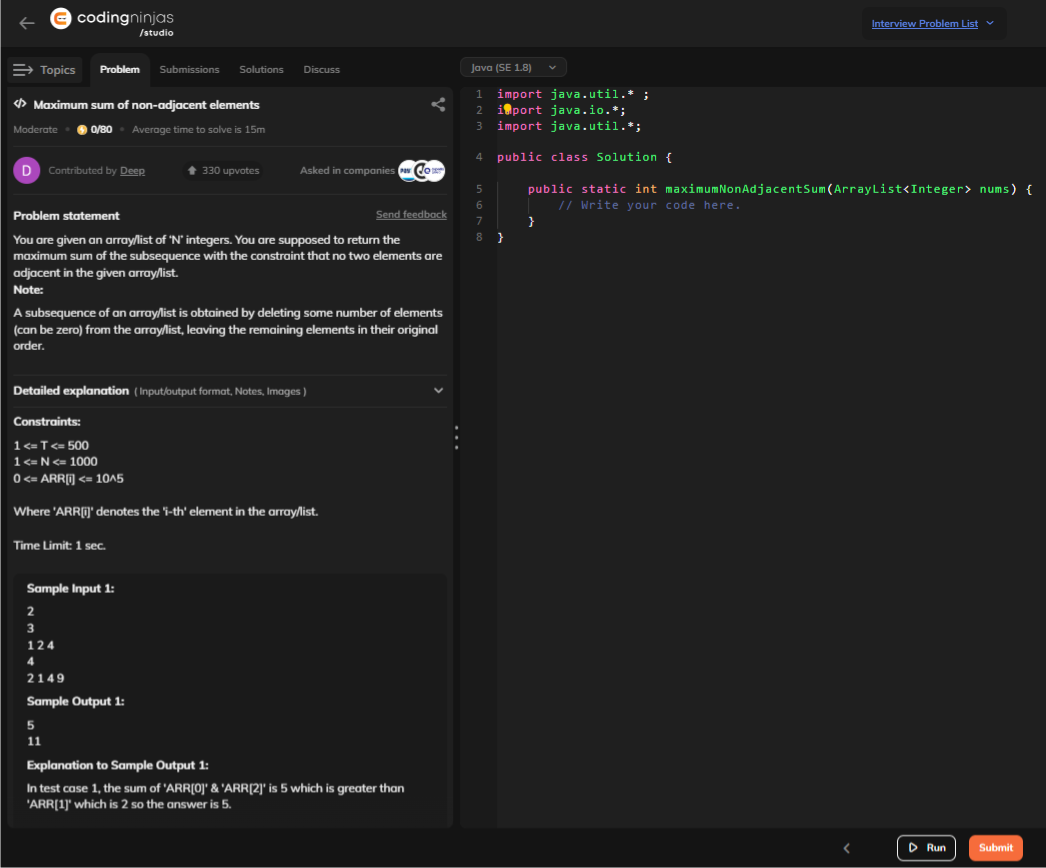 codingninjas
/studio
Interview Problem List
Topics
Problem
Submissions
Solutions
Discuss
Java (SE 1.8)
</> Maximum sum of non-adjacent elements
Moderate • 0/80 • Average time to solve is 15m
D
Contributed by Deep
330 upvotes
Asked in companies
Problem statement
Send feedback
You are given an array/list of ‘N’ integers. You are supposed to return the
maximum sum of the subsequence with the constraint that no two elements are
adjacent in the given array/list.
Note:
A subsequence of an array/list is obtained by deleting some number of elements
(can be zero) from the array/list, leaving the remaining elements in their original
order.
Detailed explanation ( Input/output format, Notes, Images )
Constraints:
1 <= T <= 500
1 <= N <= 1000
0 <= ARR[i] <= 10^5
Where 'ARR[i]' denotes the 'i-th' element in the array/list.
Time Limit: 1 sec.
Sample Input 1:
2
3
1 2 4
4
2 1 4 9
Sample Output 1:
5
11
Explanation to Sample Output 1:
In test case 1, the sum of 'ARR[0]' & 'ARR[2]' is 5 which is greater than
'ARR[1]' which is 2 so the answer is 5.
1 import java.util.* ;
2 import java.io.*;
3 import java.util.*;
4 public class Solution {
5 public static int maximumNonAdjacentSum(ArrayList<Integer> nums) {
6 // Write your code here.
7 }
8 }
Run
Submit